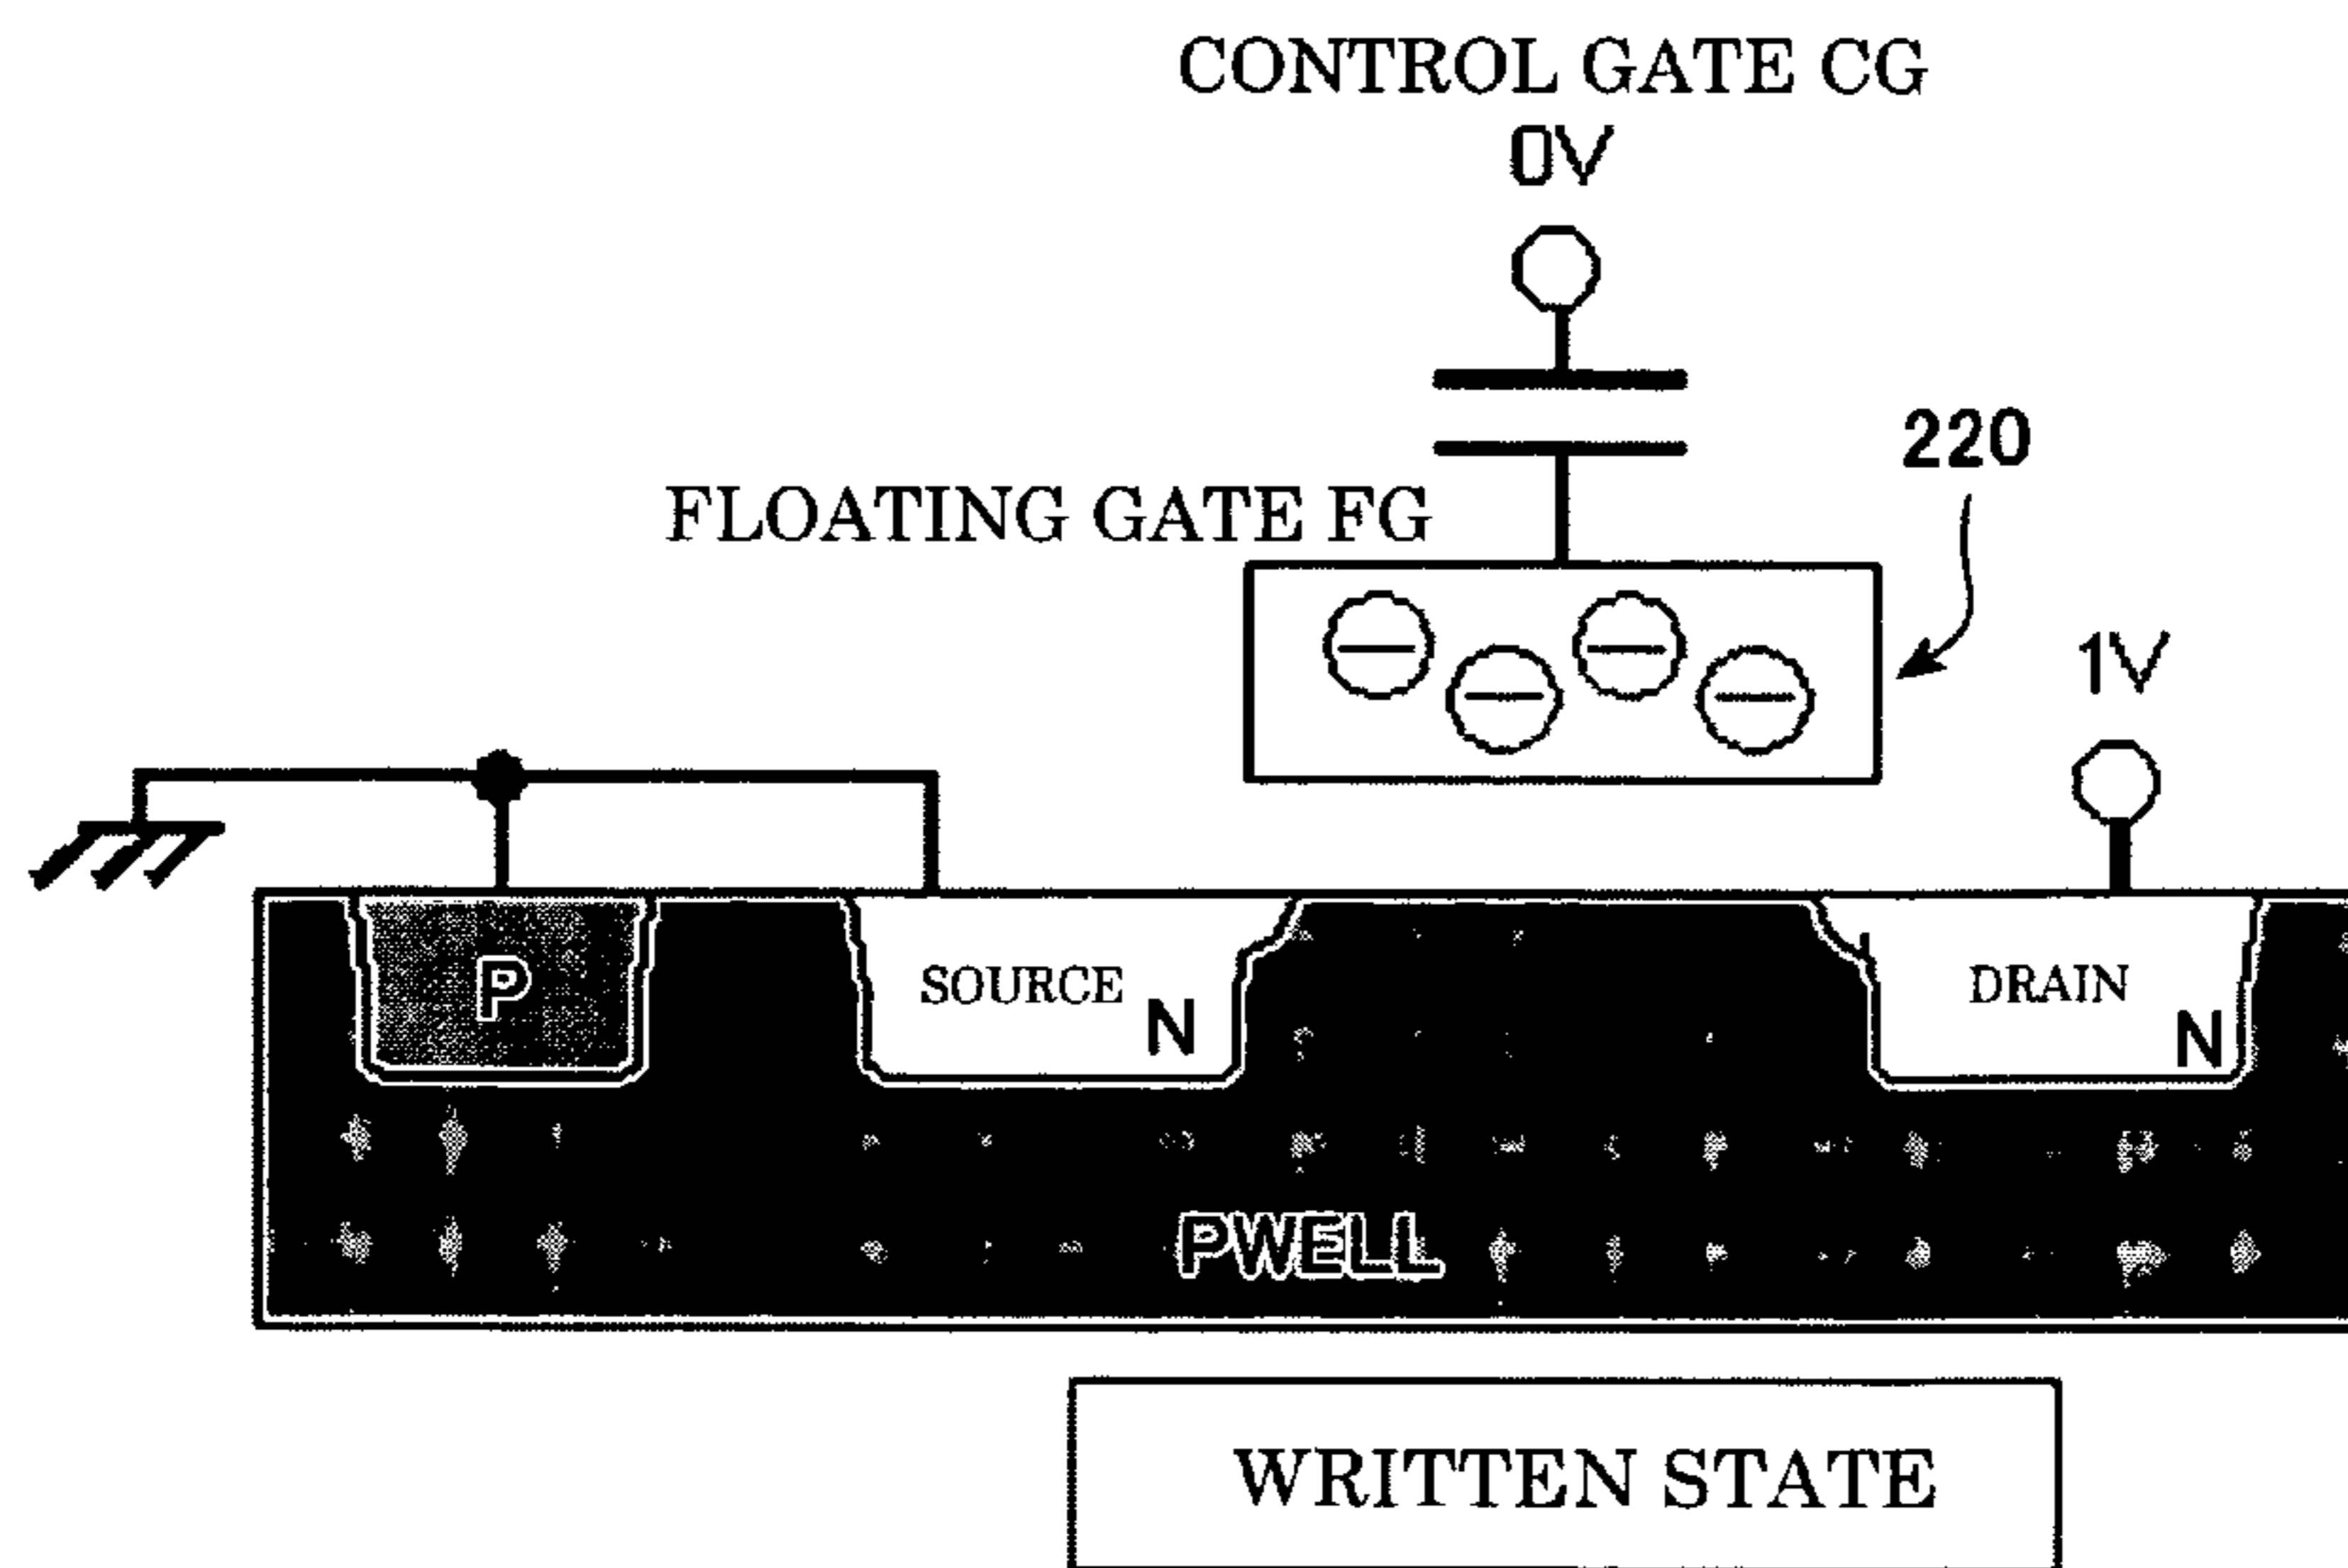 CONTROL GATE CG
0V
220
FLOATING GATE FG
1V
P
SOURCE
N
DRAIN
N
PWELL
WRITTEN STATE